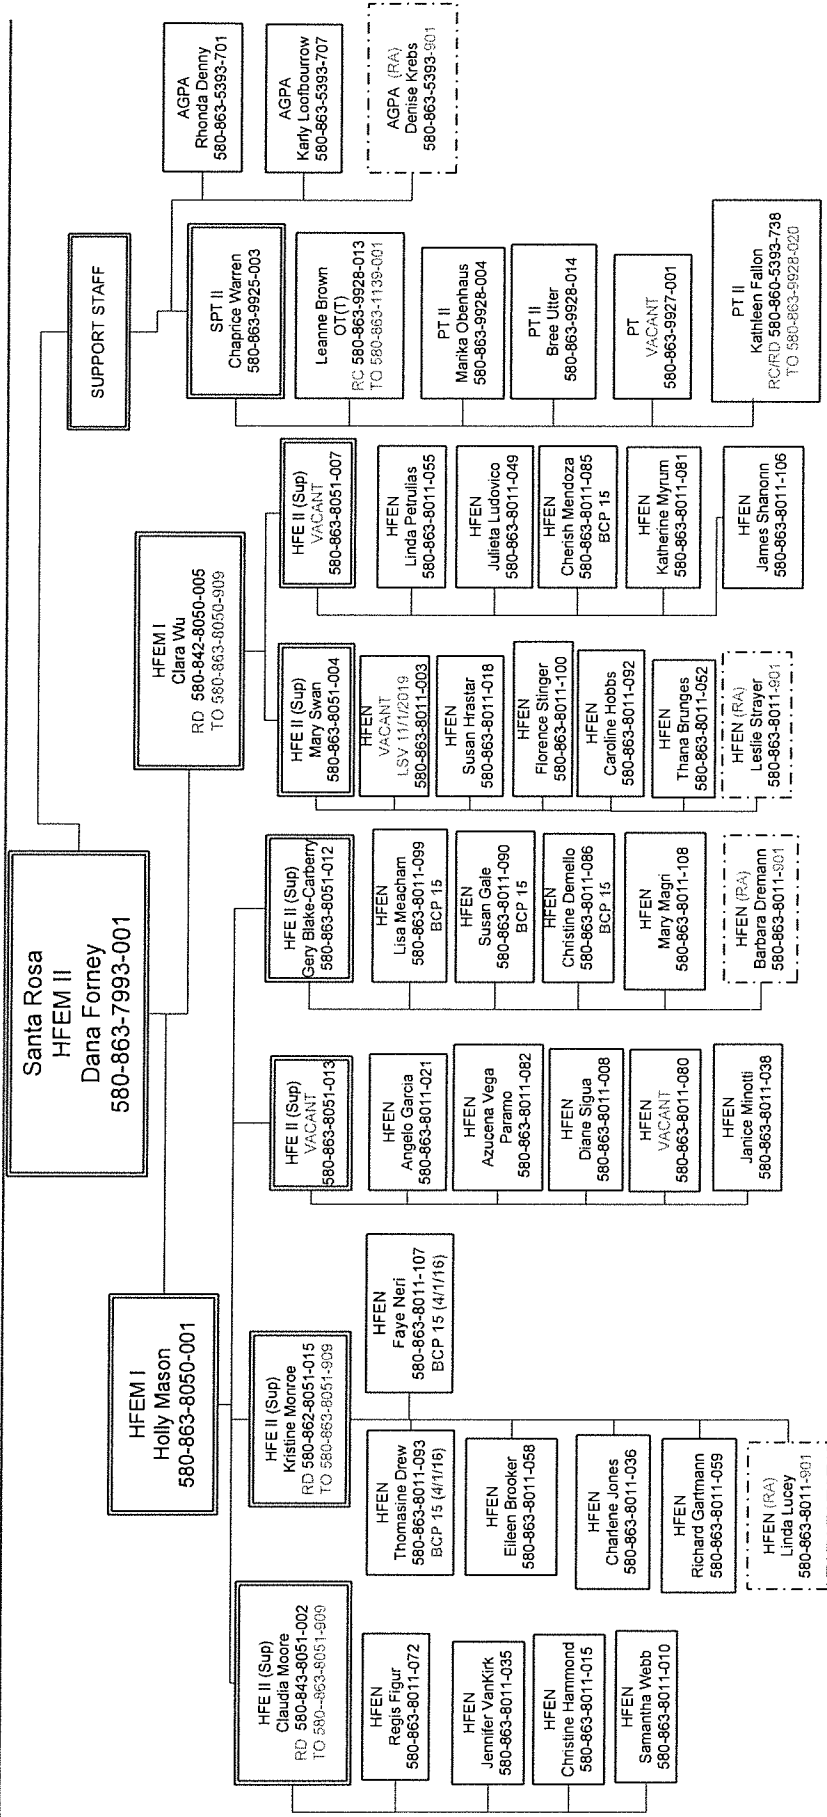 Santa Rosa
HFEM II
Dana Forney
580-863-7993-001
HFEM I
Holly Mason
580-863-8050-001
HFEM I
Clara Wu
RD 580-842-8050-005
TO 580-863-8050-909
SUPPORT STAFF
HFE II (Sup)
Claudia Moore
RD 580-843-8051-002
TO 580--863-8051-909
HFEN
Regis Figur
580-863-8011-072
HFEN
Jennifer VanKirk
580-863-8011-035
HFEN
Christine Hammond
580-863-8011-015
HFEN
Samantha Webb
580-863-8011-010
HFE II (Sup)
Kristine Monroe
RD 580-862-8051-015
TO 580-863-8051-909
HFEN
Thomasine Drew
580-863-8011-093
BCP 15 (4/1/16)
HFEN
Faye Neri
580-863-8011-107
BCP 15 (4/1/16)
HFEN
Eileen Brooker
580-863-8011-058
HFEN
Charlene Jones
580-863-8011-036
HFEN
Richard Gartmann
580-863-8011-059
HFEN (RA)
Linda Lucey
580-863-8011-901
HFE II (Sup)
VACANT
580-863-8051-013
HFEN
Angelo Garcia
580-863-8011-021
HFEN
Azucena Vega
Paramo
580-863-8011-082
HFEN
Diane Sigua
580-863-8011-008
HFEN
VACANT
580-863-8011-080
HFEN
Janice Minotti
580-863-8011-038
HFE II (Sup)
Gery Blake-Carberry
580-863-8051-012
HFEN
Lisa Meacham
580-863-8011-099
BCP 15
HFEN
Susan Gale
580-863-8011-090
BCP 15
HFEN
Christine Demello
580-863-8011-086
BCP 15
HFEN
Mary Magri
580-863-8011-108
HFEN (RA)
Barbara Dremann
580-863-8011-901
HFE II (Sup)
Mary Swan
580-863-8051-004
HFEN
VACANT
LSV 11/1/2019
580-863-8011-003
HFEN
Susan Hrastar
580-863-8011-018
HFEN
Florence Stinger
580-863-8011-100
HFEN
Caroline Hobbs
580-863-8011-092
HFEN
Thana Brunges
580-863-8011-052
HFEN (RA)
Leslie Strayer
580-863-8011-901
HFE II (Sup)
VACANT
580-863-8051-007
HFEN
Linda Petrulias
580-863-8011-055
HFEN
Julieta Ludovico
580-863-8011-049
HFEN
Cherish Mendoza
580-863-8011-085
BCP 15
HFEN
Katherine Myrum
580-863-8011-081
HFEN
James Shanonn
580-863-8011-106
SPT II
Chaprice Warren
580-863-9925-003
Leanne Brown
OT(T)
RC 580-863-9928-013
TO 580-863-1139-001
PT II
Marika Obenhaus
580-863-9928-004
PT II
Bree Utter
580-863-9928-014
PT
VACANT
580-863-9927-001
PT II
Kathleen Fallon
RC/RD 580-860-5393-738
TO 580-863-9928-020
AGPA
Rhonda Denny
580-863-5393-701
AGPA
Karly Loofbourrow
580-863-5393-707
AGPA (RA)
Denise Krebs
580-863-5393-901